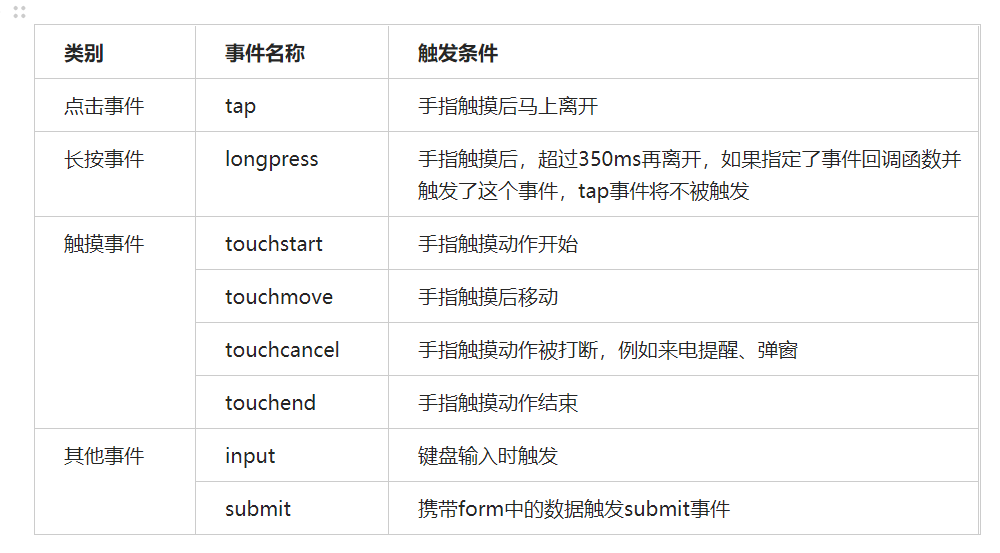 类别 事件名称 触发条件
点击事件 tap 手指触摸后马上离开
长按事件 longpress 手指触摸后，超过350ms再离开，如果指定了事件回调函数并
触发了这个事件，tap事件将不被触发
触摸事件 touchstart 手指触摸动作开始
touchmove 手指触摸后移动
touchcancel 手指触摸动作被打断，例如来电提醒、弹窗
touchend 手指触摸动作结束
其他事件 input 键盘输入时触发
submit 携带form中的数据触发submit事件